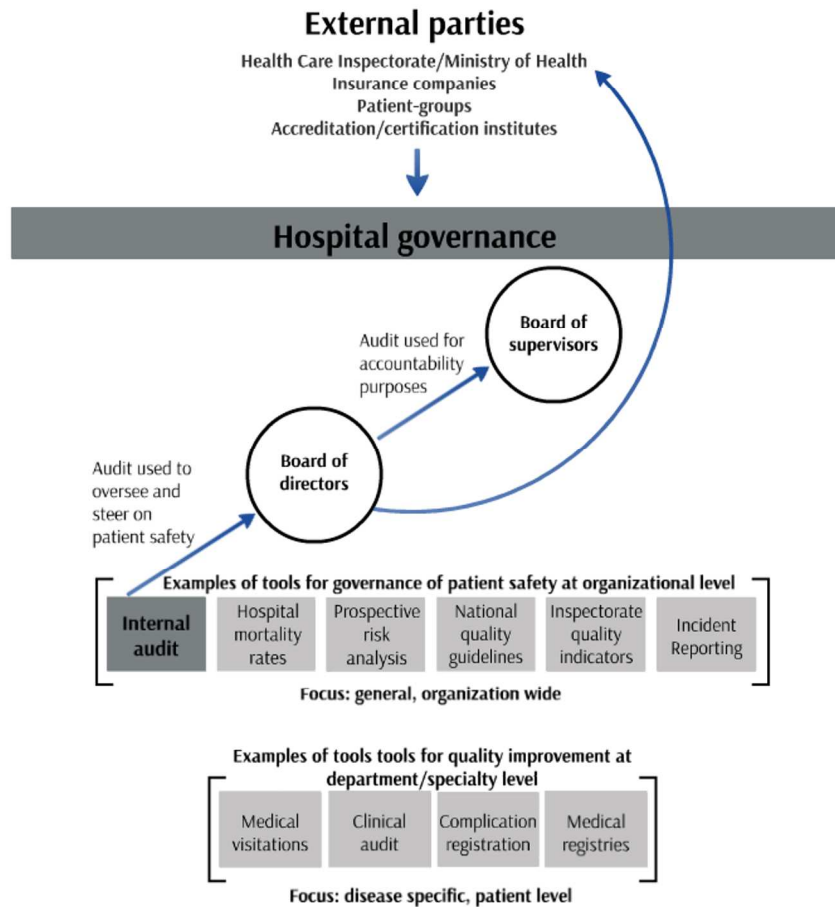 External parties
Health Care Inspectorate/Ministry of Health
Insurance companies
Patient-groups
Accreditation/certification institutes
Hospital governance
Board of
supervisors
Audit used for
accountability
purposes
Board of
directors
Audit used to
oversee and
steer on
patient safety
Examples of tools for governance of patient safety at organizational level
Internal
audit
Hospital
mortality
rates
Prospective
risk
analysis
National
quality
guidelines
Inspectorate
quality
indicators
Incident
Reporting
Focus: general, organization wide
Examples of tools tools for quality improvement at
department/specialty level
Medical
visitations
Clinical
audit
Complication
registration
Medical
registries
Focus: disease specific, patient level